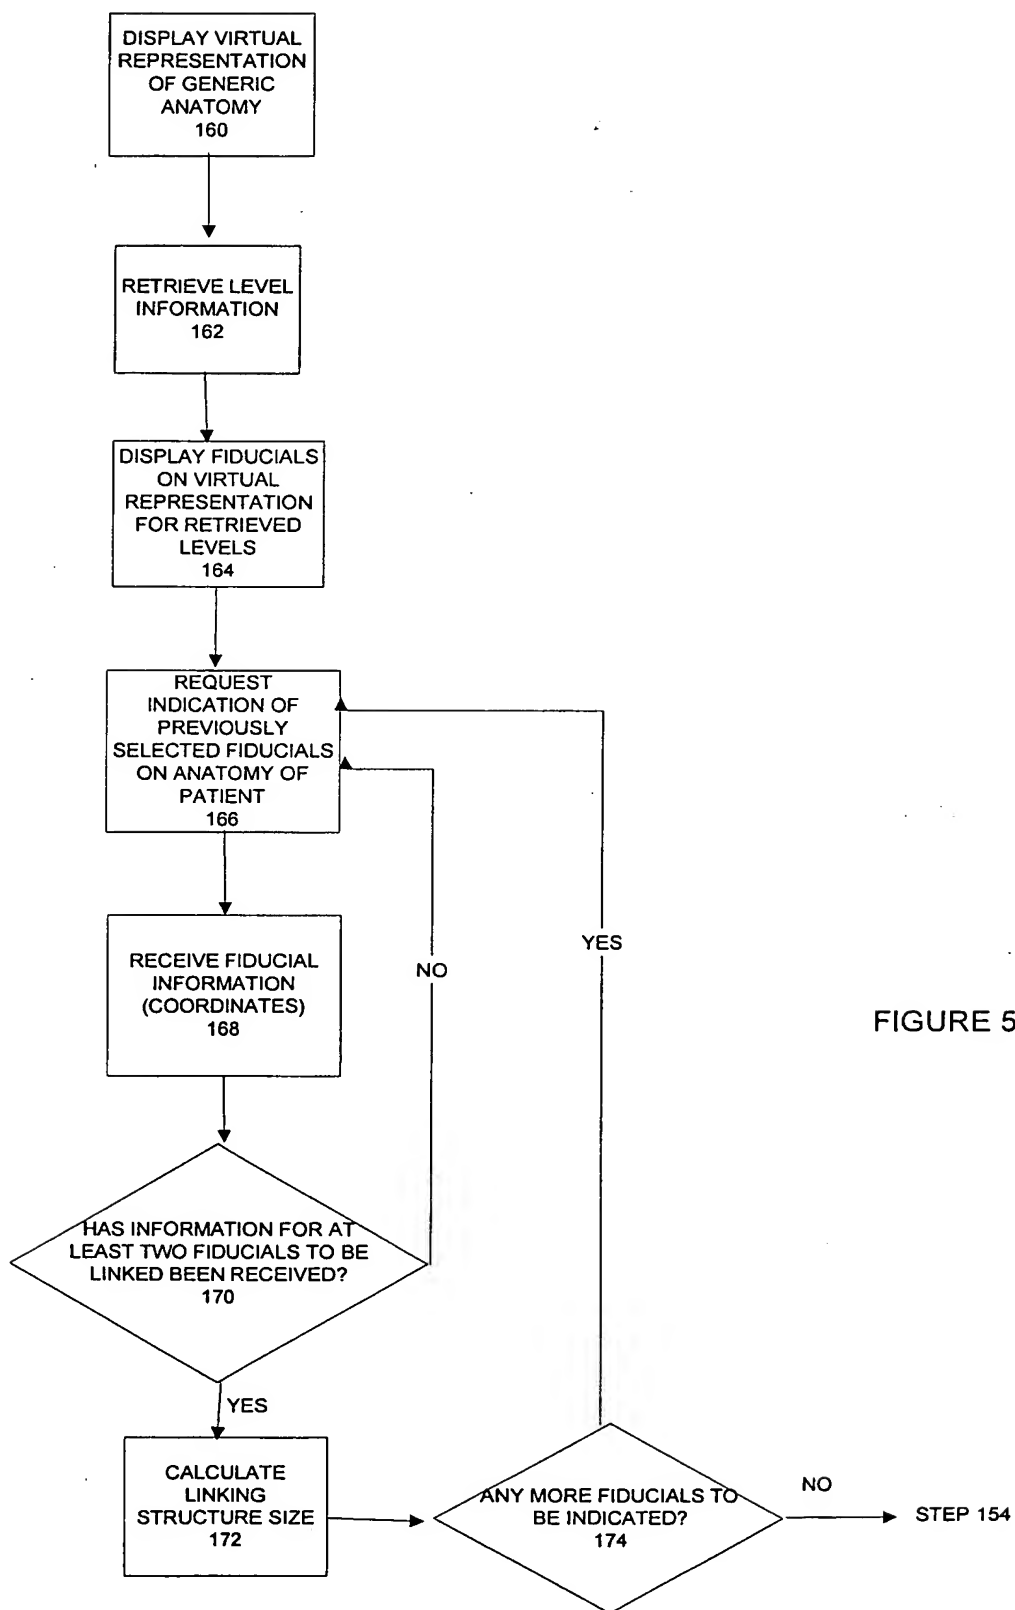 DISPLAY VIRTUAL
REPRESENTATION
OF GENERIC
ANATOMY
160
RETRIEVE LEVEL
INFORMATION
162
DISPLAY FIDUCIALS
ON VIRTUAL
REPRESENTATION
FOR RETRIEVED
LEVELS
164
REQUEST
INDICATION OF
PREVIOUSLY
SELECTED FIDUCIALS
ON ANATOMY OF
PATIENT
166
RECEIVE FIDUCIAL
INFORMATION
(COORDINATES)
168
NO
YES
FIGURE 5
HAS INFORMATION FOR AT
LEAST TWO FIDUCIALS TO BE
LINKED BEEN RECEIVED?
170
YES
CALCULATE
LINKING
STRUCTURE SIZE
172
ANY MORE FIDUCIALS TO
BE INDICATED?
174
NO
STEP 154